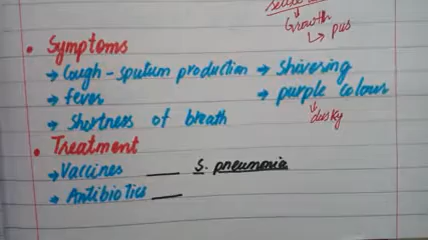 Growth
↳ pus
• Symptoms
→ Cough - sputum production → Shivering
→ fever → purple colour
↓
dusky
→ Shortness of breath
• Treatment
→ Vaccines ___ S. pneumonia
→ Antibiotics ___